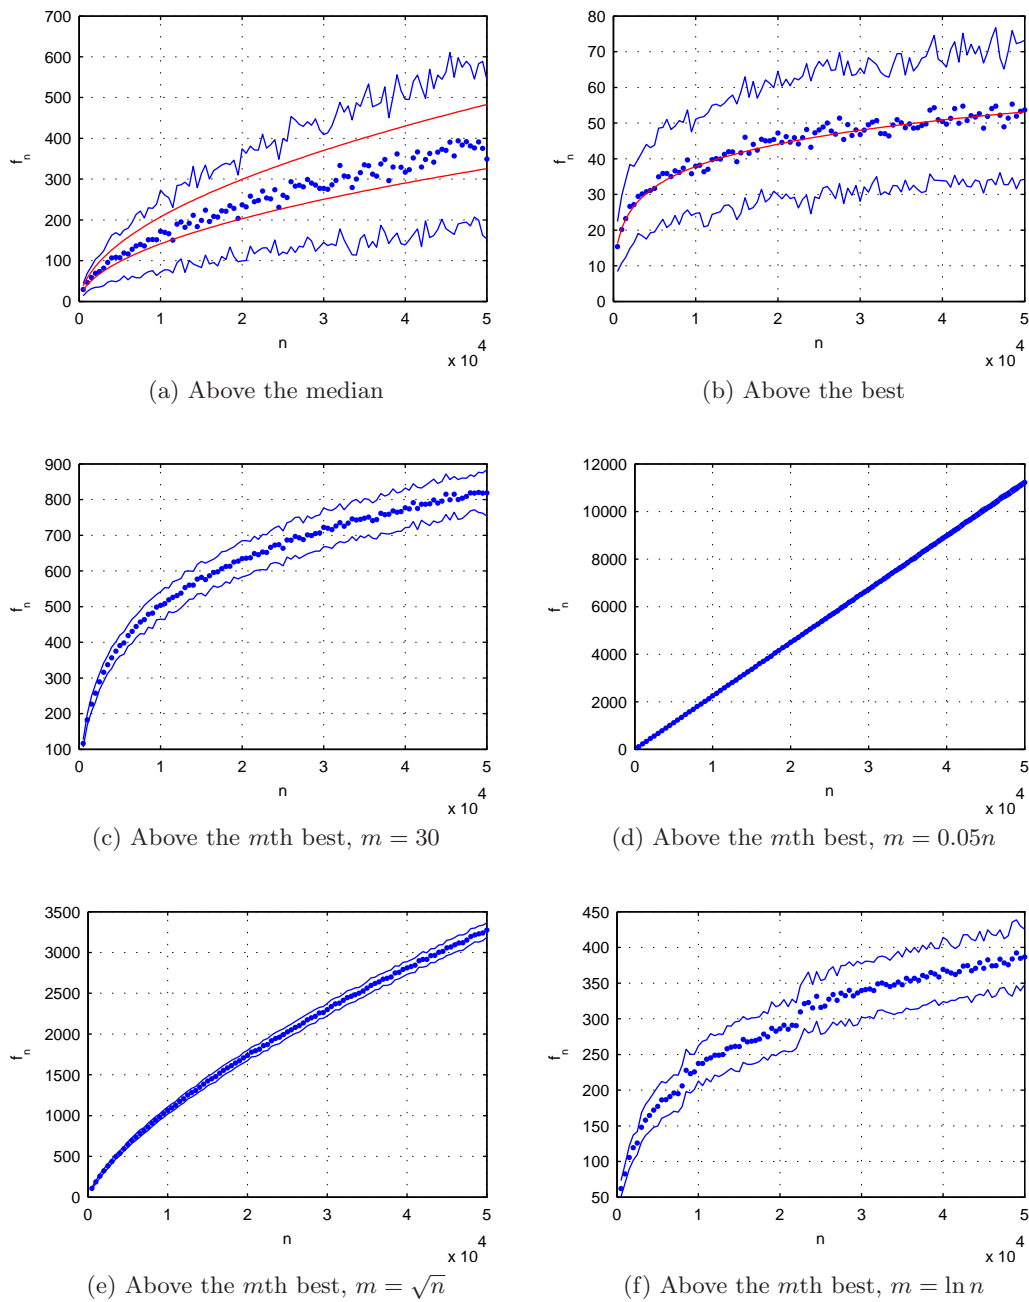 700
600
500
400
300
200
100
0
f_n
0 1 2 3 4 5
n
x 10^4
(a) Above the median
80
70
60
50
40
30
20
10
0
f_n
0 1 2 3 4 5
n
x 10^4
(b) Above the best
900
800
700
600
500
400
300
200
100
f_n
0 1 2 3 4 5
n
x 10^4
(c) Above the mth best, m = 30
12000
10000
8000
6000
4000
2000
0
f_n
0 1 2 3 4 5
n
x 10^4
(d) Above the mth best, m = 0.05n
3500
3000
2500
2000
1500
1000
500
0
f_n
0 1 2 3 4 5
n
x 10^4
(e) Above the mth best, m = √n
450
400
350
300
250
200
150
100
50
f_n
0 1 2 3 4 5
n
x 10^4
(f) Above the mth best, m = ln n